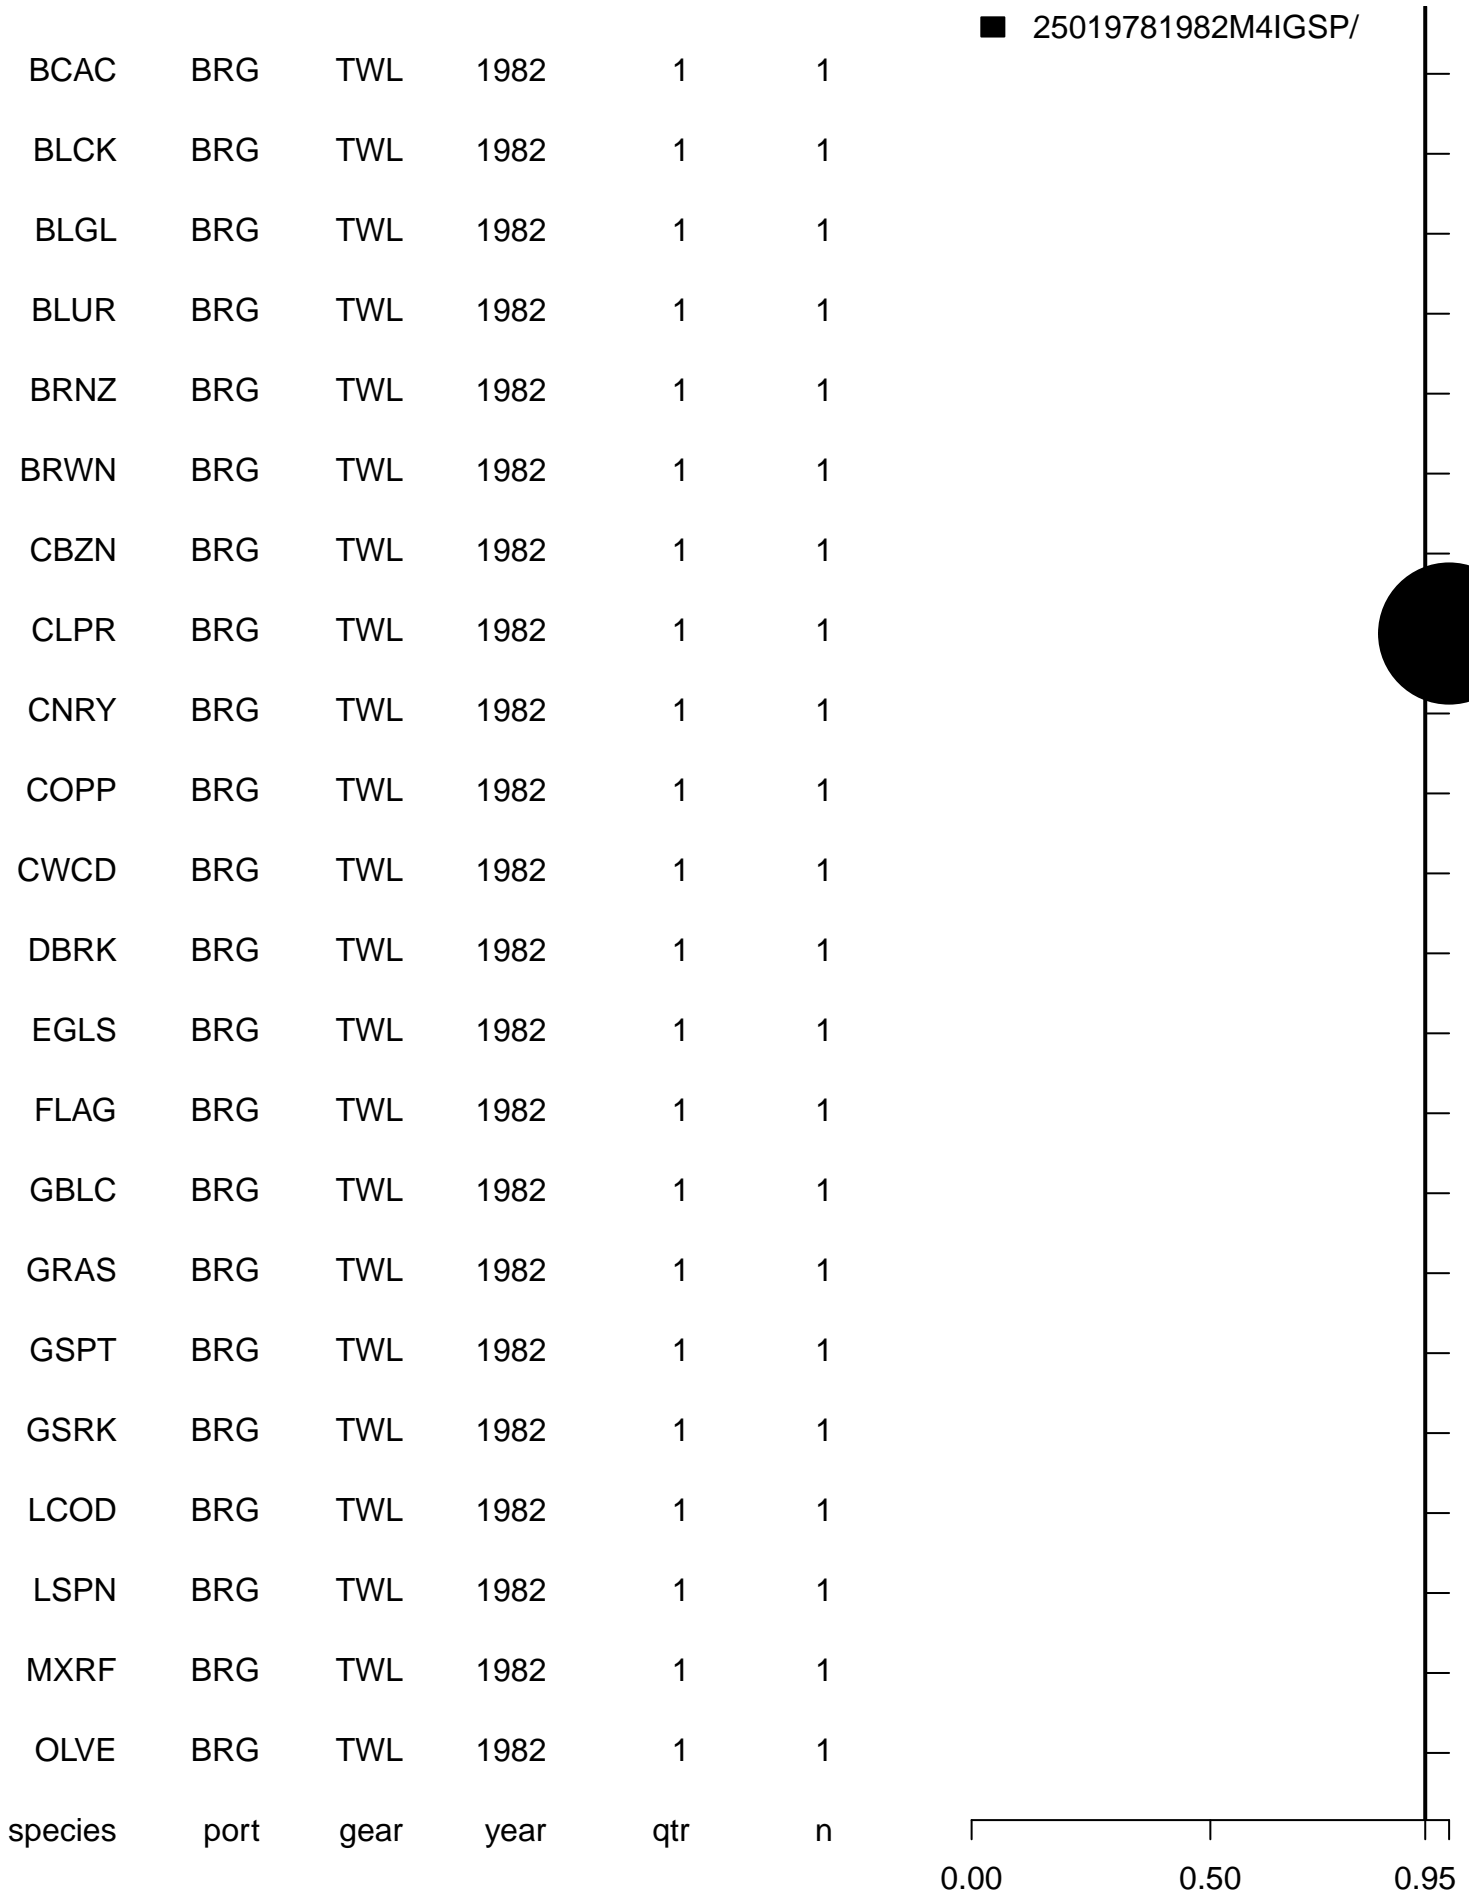 25019781982M4IGSP/
BCAC BRG TWL 1982 1 1
BLCK BRG TWL 1982 1 1
BLGL BRG TWL 1982 1 1
BLUR BRG TWL 1982 1 1
BRNZ BRG TWL 1982 1 1
BRWN BRG TWL 1982 1 1
CBZN BRG TWL 1982 1 1
CLPR BRG TWL 1982 1 1
CNRY BRG TWL 1982 1 1
COPP BRG TWL 1982 1 1
CWCD BRG TWL 1982 1 1
DBRK BRG TWL 1982 1 1
EGLS BRG TWL 1982 1 1
FLAG BRG TWL 1982 1 1
GBLC BRG TWL 1982 1 1
GRAS BRG TWL 1982 1 1
GSPT BRG TWL 1982 1 1
GSRK BRG TWL 1982 1 1
LCOD BRG TWL 1982 1 1
LSPN BRG TWL 1982 1 1
MXRF BRG TWL 1982 1 1
OLVE BRG TWL 1982 1 1
species port gear year qtr n
0.00 0.50 0.95